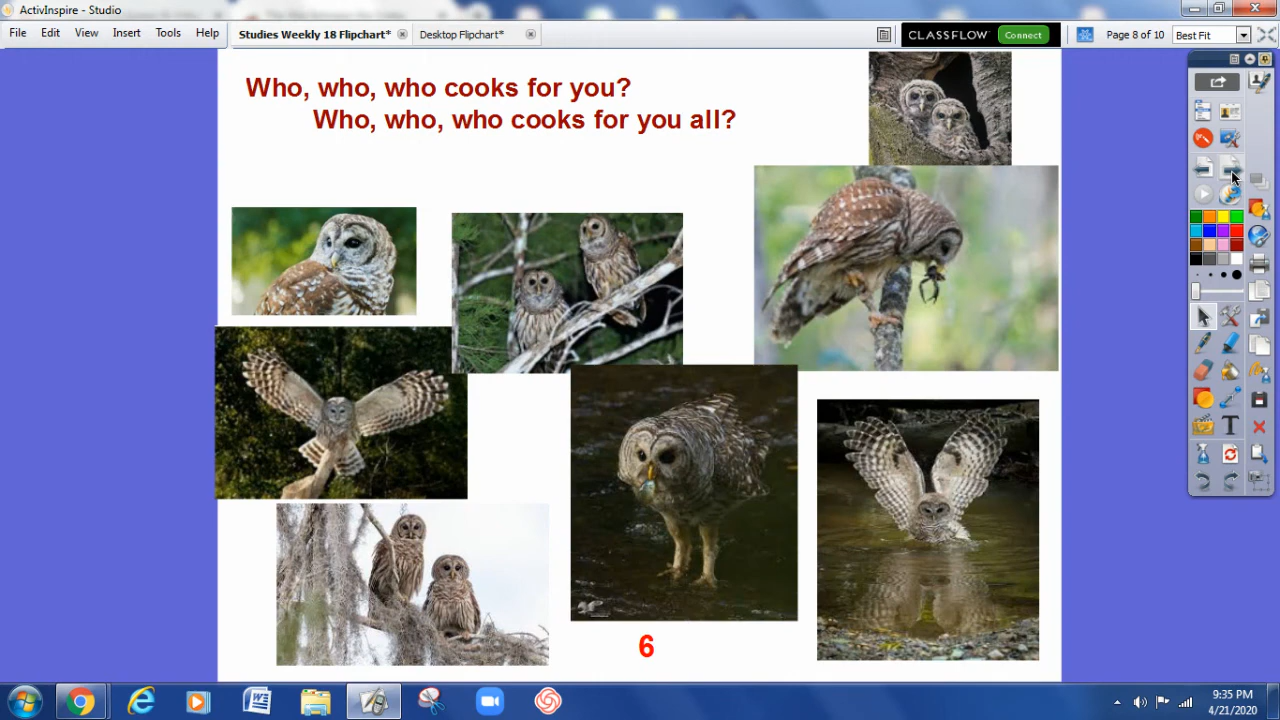 ActivInspire - Studio
File Edit View Insert Tools Help
Studies Weekly 18 Flipchart*
Desktop Flipchart*
CLASSFLOW Connect
Page 8 of 10
Best Fit
Who, who, who cooks for you?
Who, who, who cooks for you all?
6
T
9:35 PM
4/21/2020